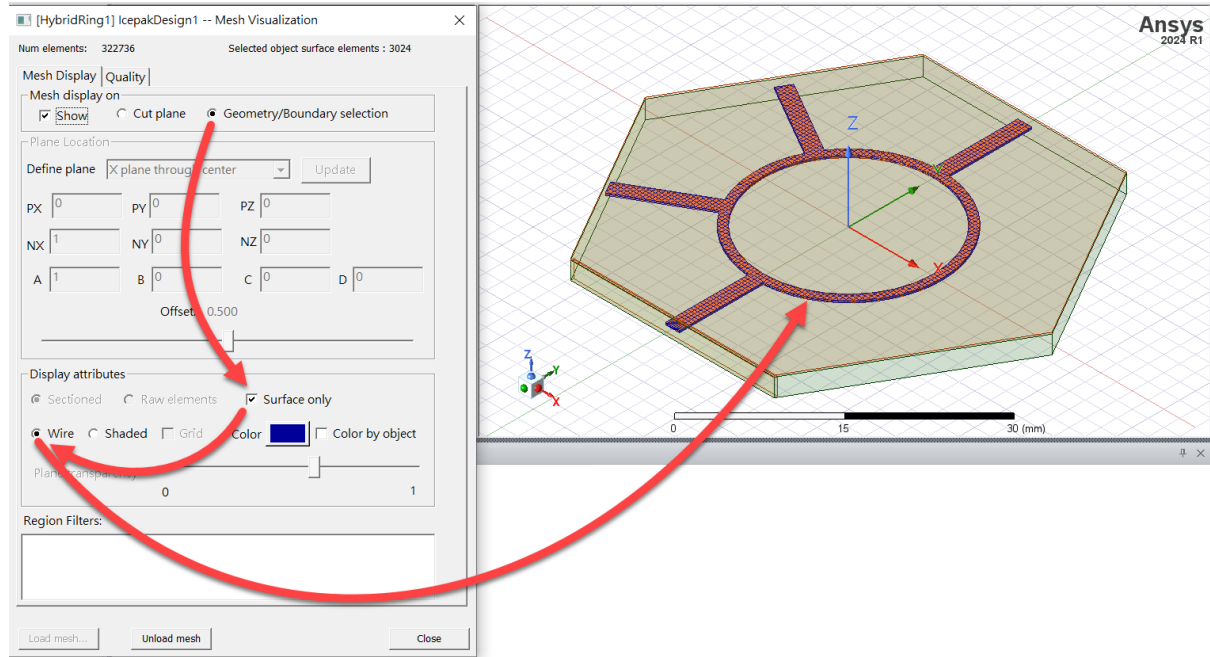 [HybridRing1] IcepakDesign1 -- Mesh Visualization
Num elements: 322736 Selected object surface elements : 3024
Mesh Display Quality
Mesh display on
Show Cut plane Geometry/Boundary selection
Plane Location
Define plane X plane through center Update
PX 0 PY 0 PZ 0
NX 1 NY 0 NZ 0
A 1 B 0 C 0 D 0
Offset: 0.500
Display attributes
Sectioned Raw elements Surface only
Wire Shaded Grid Color Color by object
Plane transparency
0 1
Region Filters:
Load mesh... Unload mesh Close
Ansys
2024 R1
Z
X
Z
Y
X
0 15 30 (mm)